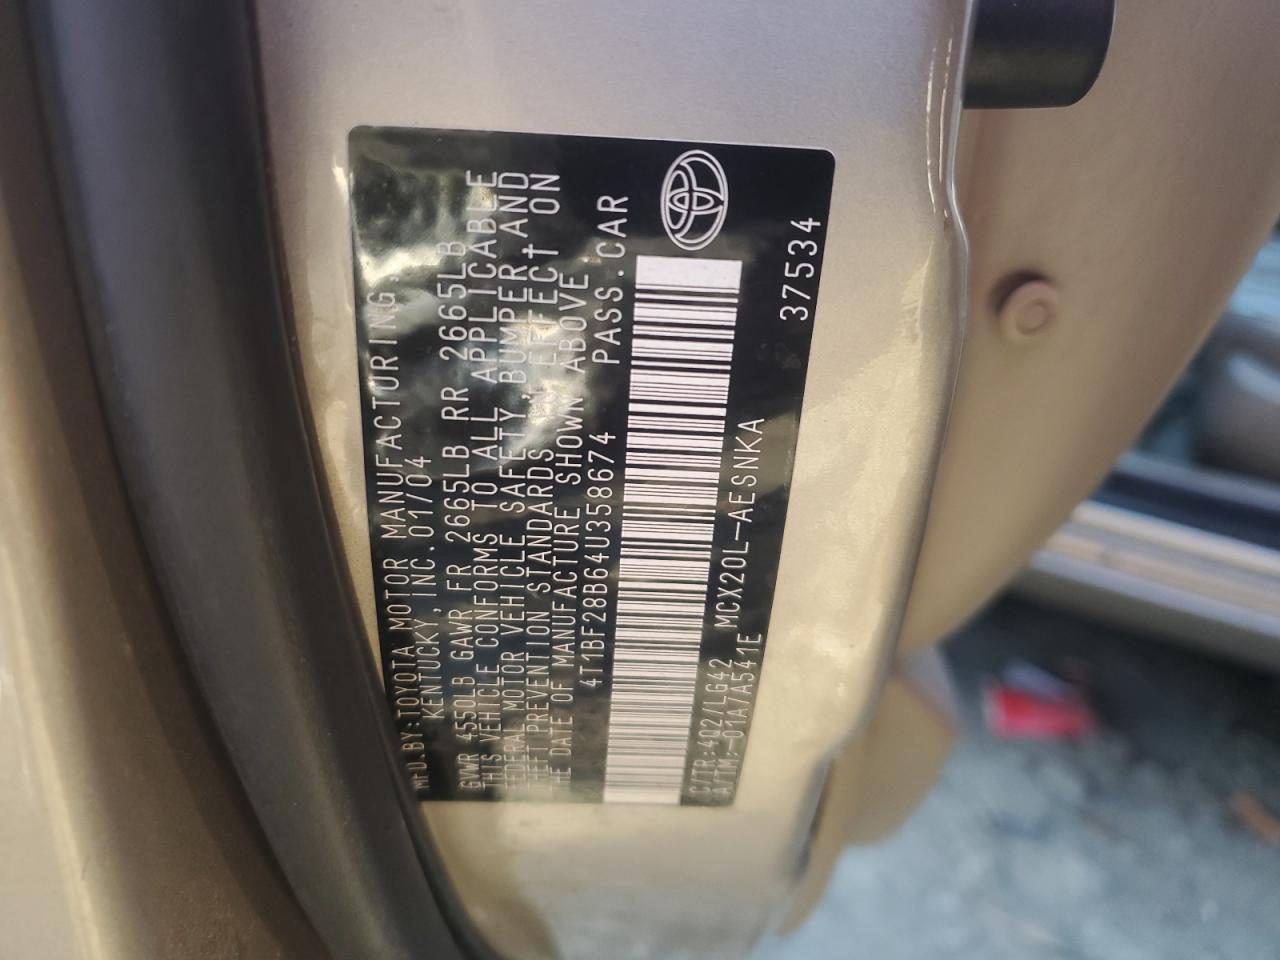 MFD.BY:TOYOTA MOTOR MANUFACTURING,
KENTUCKY, INC. 01/04
GVWR 4550LB GAWR FR 2665LB RR 2665LB
THIS VEHICLE CONFORMS TO ALL APPLICABLE
FEDERAL MOTOR VEHICLE SAFETY, BUMPER, AND
THEFT PREVENTION STANDARDS IN EFFECT ON
THE DATE OF MANUFACTURE SHOWN ABOVE
4T1BF28B64U358674 PASS.CAR
C/TR:4Q2/LG42 MCX20L-AESNKA
A/TM:-01A/A541E
37534